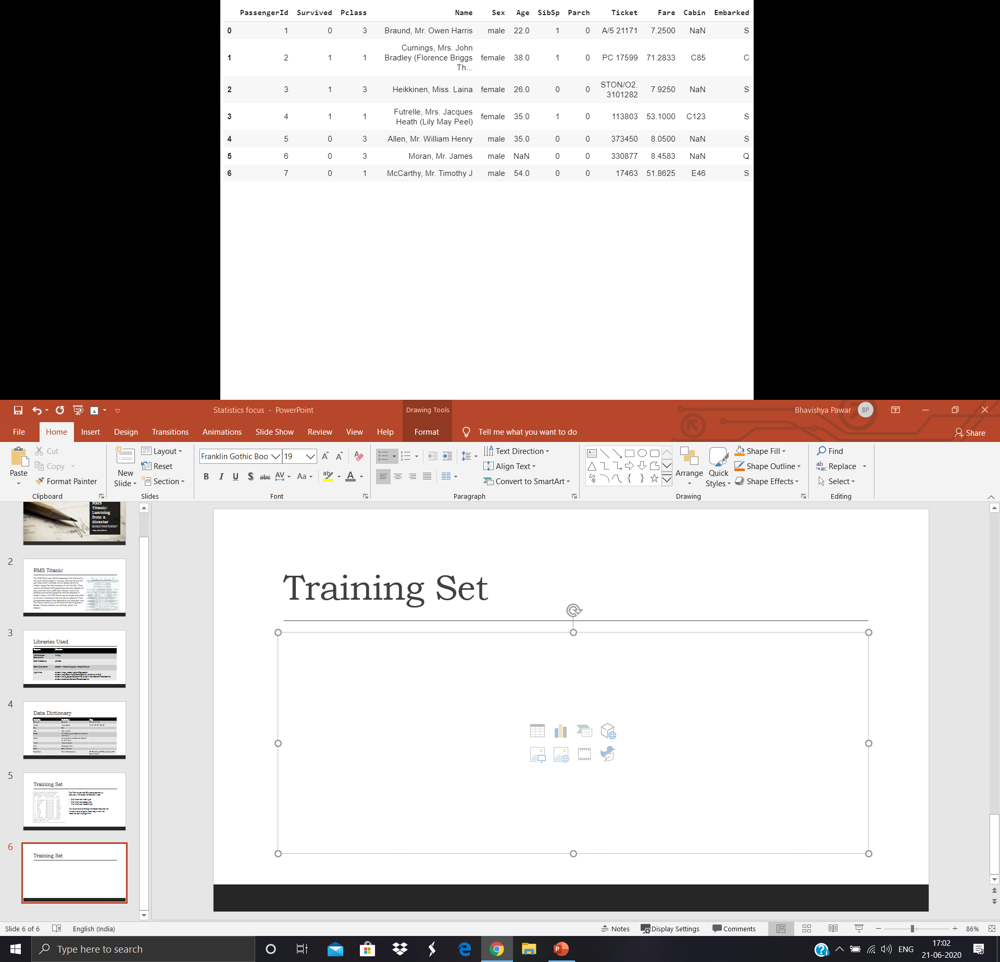 PassengerId Survived Pclass Name Sex Age SibSp Parch Ticket Fare Cabin Embarked
0 1 0 3 Braund, Mr. Owen Harris male 22.0 1 0 A/5 21171 7.2500 NaN S
Cumings, Mrs. John
1 2 1 1 Bradley (Florence Briggs female 38.0 1 0 PC 17599 71.2833 C85 C
Th...
2 3 1 3 Heikkinen, Miss. Laina female 26.0 0 0 STON/O2. 7.9250 NaN S
3101282
3 4 1 1 Futrelle, Mrs. Jacques female 35.0 1 0 113803 53.1000 C123 S
Heath (Lily May Peel)
4 5 0 3 Allen, Mr. William Henry male 35.0 0 0 373450 8.0500 NaN S
5 6 0 3 Moran, Mr. James male NaN 0 0 330877 8.4583 NaN Q
6 7 0 1 McCarthy, Mr. Timothy J male 54.0 0 0 17463 51.8625 E46 S
Statistics focus - PowerPoint Drawing Tools Bhavishya Pawar BP
File Home Insert Design Transitions Animations Slide Show Review View Help Format Tell me what you want to do Share
Cut Layout Franklin Gothic Boo 19 Text Direction Shape Fill Find
Copy Reset Align Text Shape Outline Replace
Paste New Arrange Quick
Format Painter Slide Section Convert to SmartArt Styles Shape Effects Select
Clipboard Slides Font Paragraph Drawing Editing
RMS
Titanic:
Learning
from a
disaster
2
RMS Titanic
3
Libraries Used
4
Data Dictionary
5
Training Set
6
Training Set
Training Set
Slide 6 of 6 English (India) Notes Display Settings Comments 86%
Type here to search ENG 17:02
21-06-2020